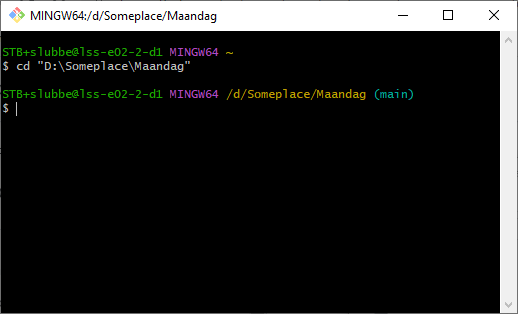 MINGW64:/d/Someplace/Maandag
STB+slubbe@lss-e02-2-d1 MINGW64 ~
$ cd "D:\Someplace\Maandag"
STB+slubbe@lss-e02-2-d1 MINGW64 /d/Someplace/Maandag (main)
$